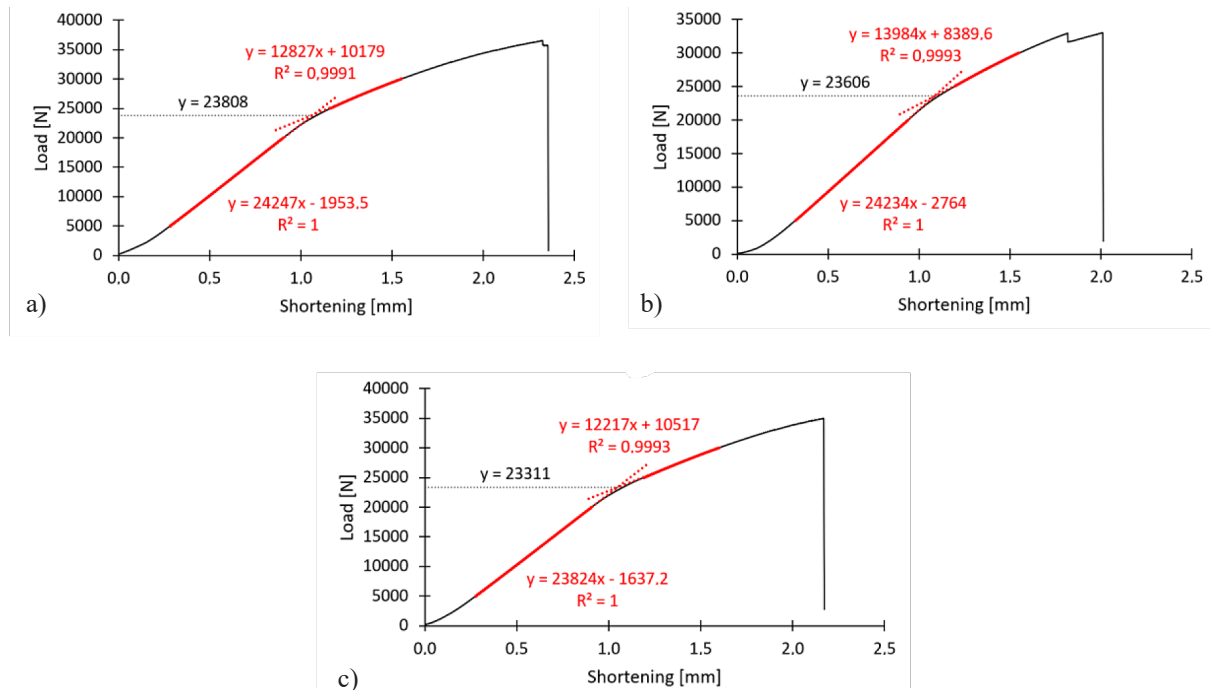 40000
35000
30000
25000
20000
15000
10000
5000
0
Load [N]
y = 12827x + 10179
R² = 0,9991
y = 23808
y = 24247x - 1953.5
R² = 1
0.0 0.5 1.0 1.5 2.0 2.5
Shortening [mm]
a)
35000
30000
25000
20000
15000
10000
5000
0
Load [N]
y = 13984x + 8389.6
R² = 0,9993
y = 23606
y = 24234x - 2764
R² = 1
0.0 0.5 1.0 1.5 2.0 2.5
Shortening [mm]
b)
40000
35000
30000
25000
20000
15000
10000
5000
0
Load [N]
y = 12217x + 10517
R² = 0.9993
y = 23311
y = 23824x - 1637.2
R² = 1
0.0 0.5 1.0 1.5 2.0 2.5
Shortening [mm]
c)